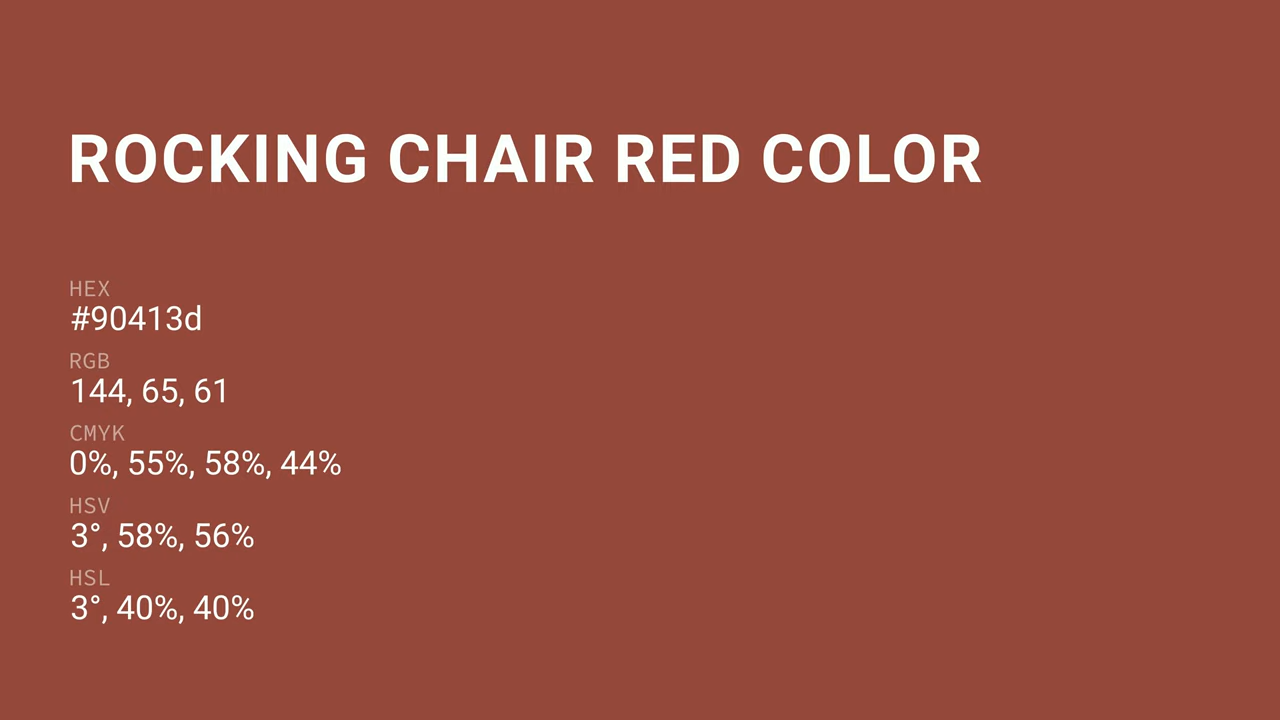 ROCKING CHAIR RED COLOR
HEX
#90413d
RGB
144, 65, 61
CMYK
0%, 55%, 58%, 44%
HSV
3°, 58%, 56%
HSL
3°, 40%, 40%